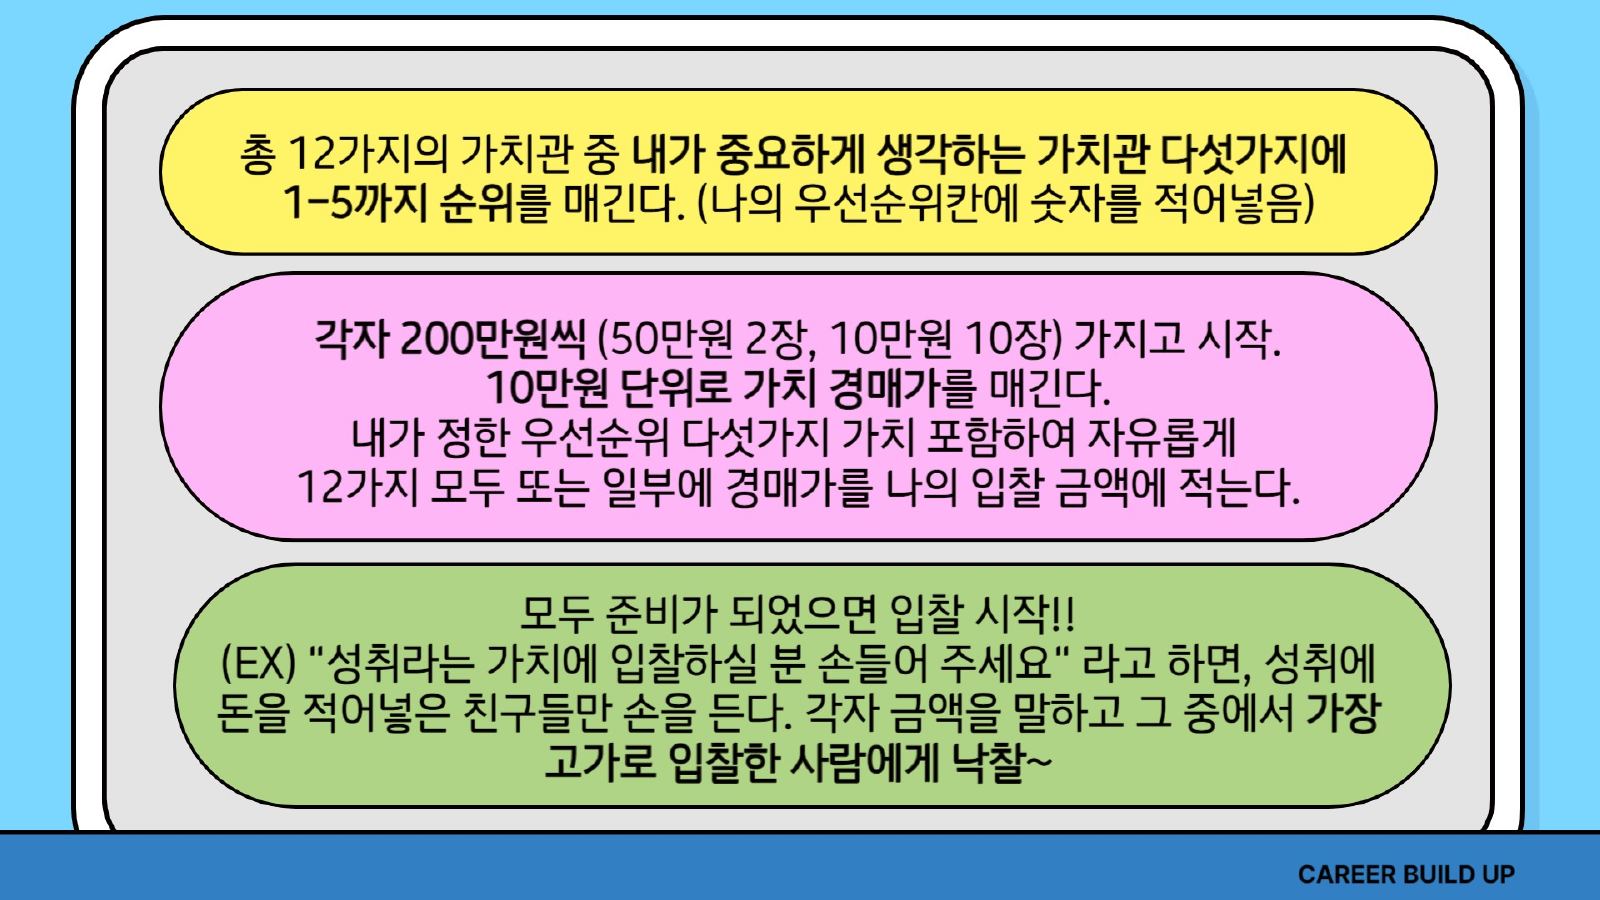 총 12가지의 가치관 중 내가 중요하게 생각하는 가치관 다섯가지에
1-5까지 순위를 매긴다. (나의 우선순위칸에 숫자를 적어넣음)
각자 200만원씩 (50만원 2장, 10만원 10장) 가지고 시작.
10만원 단위로 가치 경매가를 매긴다.
내가 정한 우선순위 다섯가지 가치 포함하여 자유롭게
12가지 모두 또는 일부에 경매가를 나의 입찰 금액에 적는다.
모두 준비가 되었으면 입찰 시작!!
(EX) "성취라는 가치에 입찰하실 분 손들어 주세요" 라고 하면, 성취에
돈을 적어넣은 친구들만 손을 든다. 각자 금액을 말하고 그 중에서 가장
고가로 입찰한 사람에게 낙찰~
CAREER BUILD UP